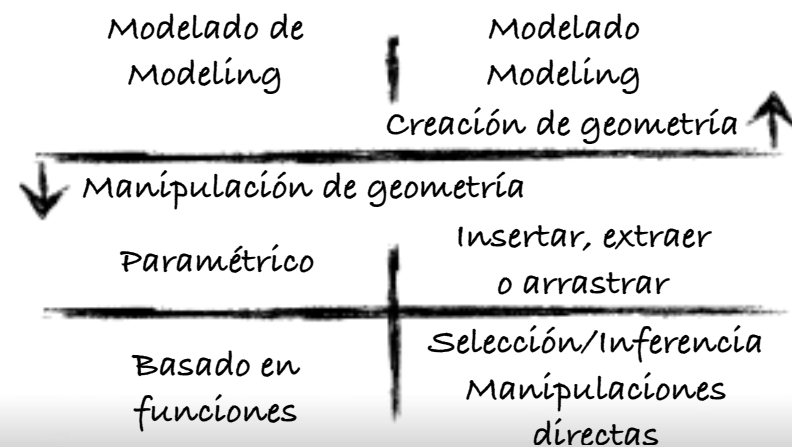 Modelado de
Modeling
Modelado
Modeling
Creación de geometría
Manipulación de geometría
Paramétrico
Insertar, extraer
o arrastrar
Basado en
funciones
Selección/Inferencia
Manipulaciones
directas